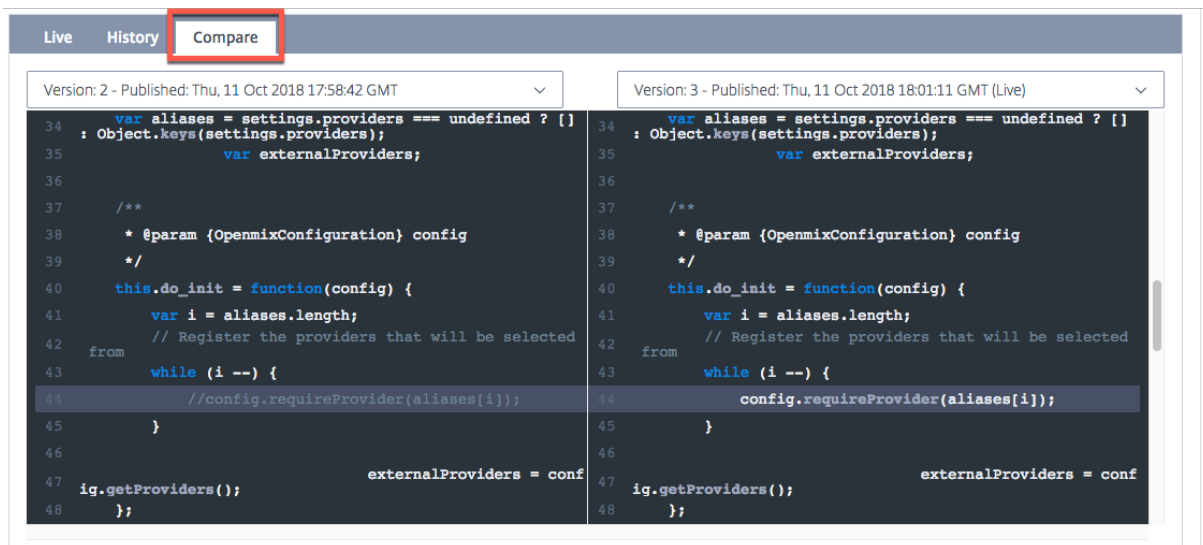 Live History Compare
Version: 2 - Published: Thu, 11 Oct 2018 17:58:42 GMT
34 var aliases = settings.providers === undefined ? []
: Object.keys(settings.providers);
35 var externalProviders;
36
37 /**
38 * @param {OpenmixConfiguration} config
39 */
40 this.do_init = function(config) {
41 var i = aliases.length;
42 // Register the providers that will be selected
from
43 while (i --) {
44 //config.requireProvider(aliases[i]);
45 }
46
47 externalProviders = conf
ig.getProviders();
48 };
Version: 3 - Published: Thu, 11 Oct 2018 18:01:11 GMT (Live)
34 var aliases = settings.providers === undefined ? []
: Object.keys(settings.providers);
35 var externalProviders;
36
37 /**
38 * @param {OpenmixConfiguration} config
39 */
40 this.do_init = function(config) {
41 var i = aliases.length;
42 // Register the providers that will be selected
from
43 while (i --) {
44 config.requireProvider(aliases[i]);
45 }
46
47 externalProviders = conf
ig.getProviders();
48 };